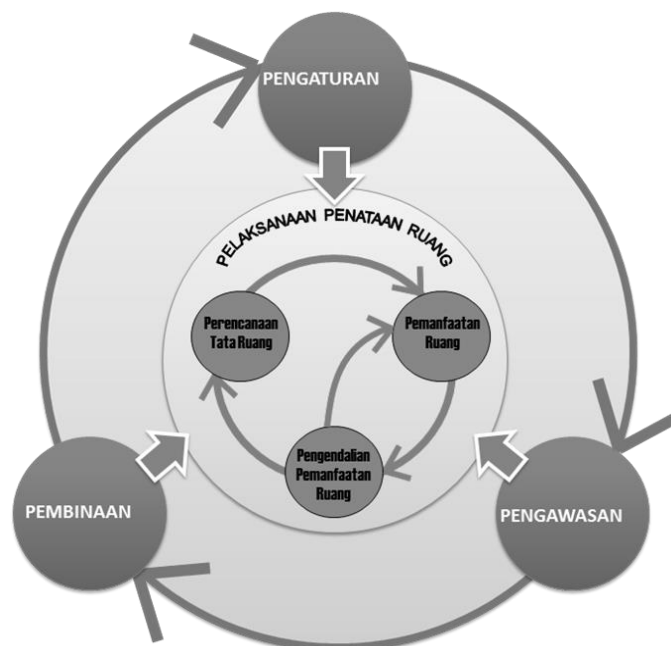 PENGATURAN
PELAKSANAAN PENATAAN RUANG
Perencanaan
Tata Ruang
Pemanfaatan
Ruang
Pengendalian
Pemanfaatan
Ruang
PEMBINAAN
PENGAWASAN